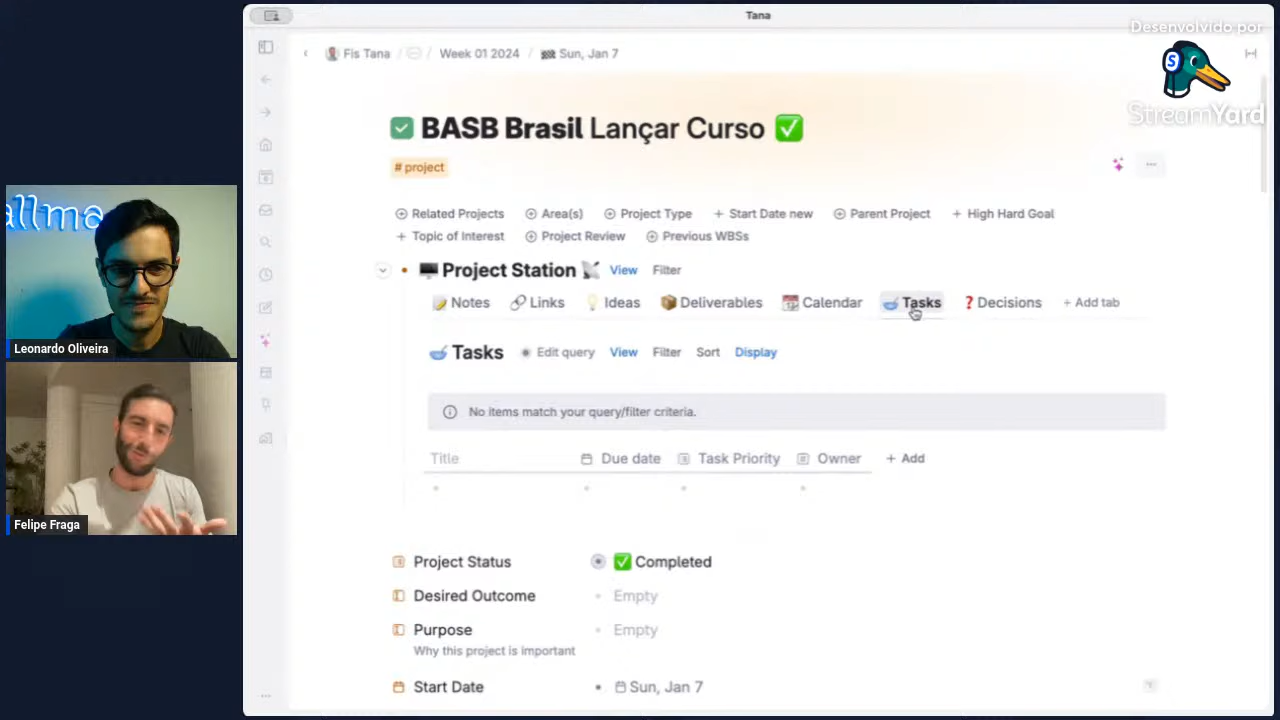 Tana
Desenvolvido por
StreamYard
Fis Tana / / Week 01 2024 / Sun, Jan 7
BASB Brasil Lançar Curso ✅
# project
Related Projects Area(s) Project Type + Start Date new Parent Project + High Hard Goal
+ Topic of Interest Project Review Previous WBSs
Project Station View Filter
Notes Links Ideas Deliverables Calendar Tasks ❓Decisions + Add tab
Tasks Edit query View Filter Sort Display
No items match your query/filter criteria.
Title Due date Task Priority Owner + Add
Project Status ✅ Completed
Desired Outcome Empty
Purpose Empty
Why this project is important
Start Date Sun, Jan 7
allma
Leonardo Oliveira
Felipe Fraga